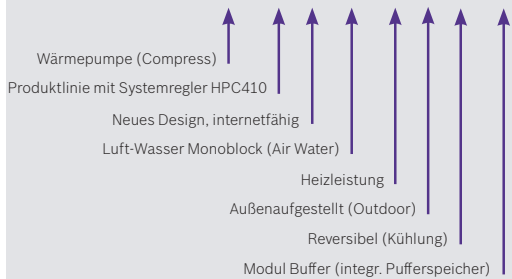 Wärmepumpe (Compress)
Produktlinie mit Systemregler HPC410
Neues Design, internetfähig
Luft-Wasser Monoblock (Air Water)
Heizleistung
Außenaufgestellt (Outdoor)
Reversibel (Kühlung)
Modul Buffer (integr. Pufferspeicher)